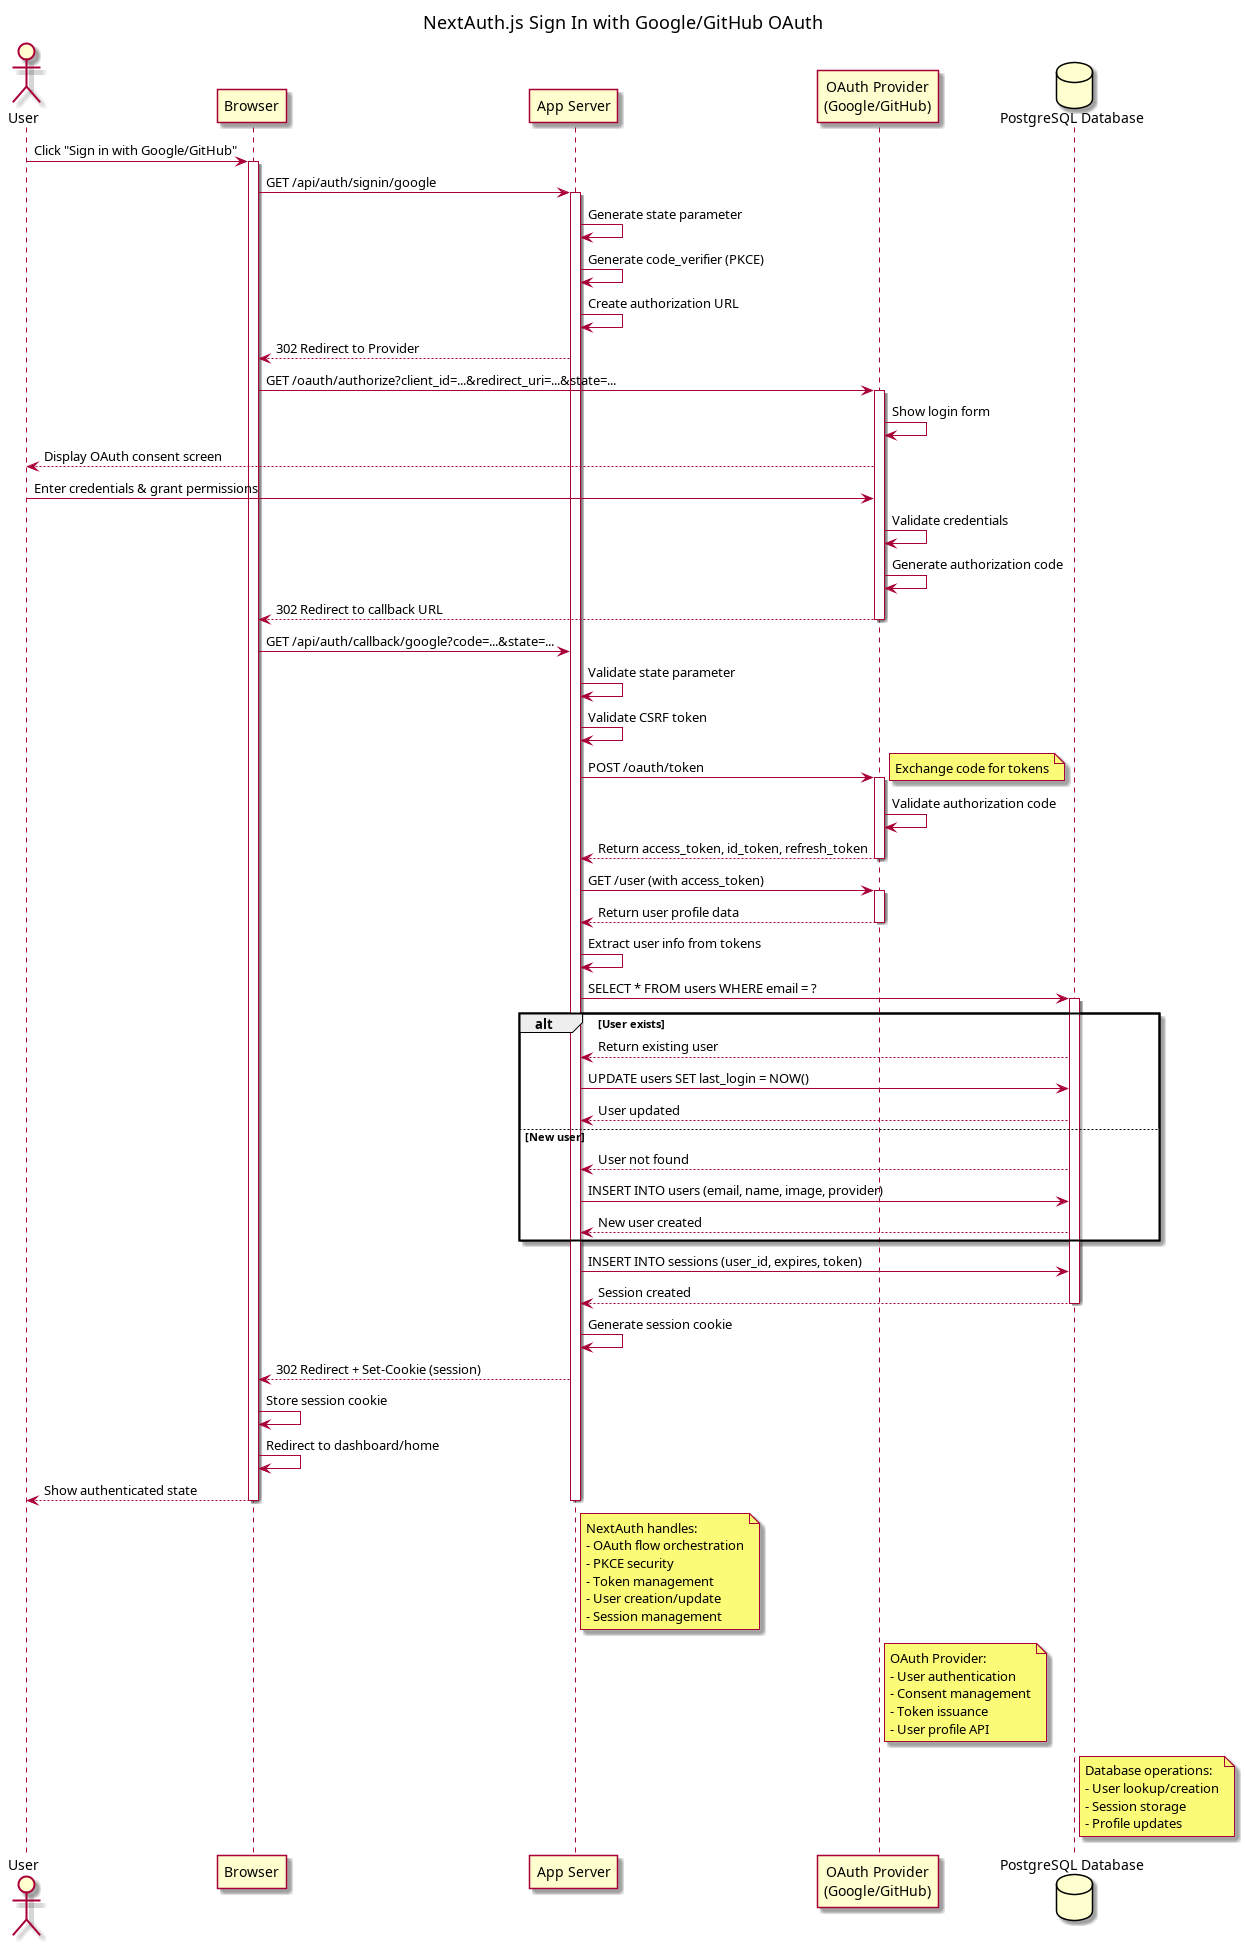 NextAuth.js Sign In with Google/GitHub OAuth
User
Browser
App Server
OAuth Provider
(Google/GitHub)
PostgreSQL Database
Click "Sign in with Google/GitHub"
GET /api/auth/signin/google
Generate state parameter
Generate code_verifier (PKCE)
Create authorization URL
302 Redirect to Provider
GET /oauth/authorize?client_id=...&redirect_uri=...&state=...
Show login form
Display OAuth consent screen
Enter credentials & grant permissions
Validate credentials
Generate authorization code
302 Redirect to callback URL
GET /api/auth/callback/google?code=...&state=...
Validate state parameter
Validate CSRF token
POST /oauth/token
Exchange code for tokens
Validate authorization code
Return access_token, id_token, refresh_token
GET /user (with access_token)
Return user profile data
Extract user info from tokens
SELECT * FROM users WHERE email = ?
alt [User exists]
Return existing user
UPDATE users SET last_login = NOW()
User updated
[New user]
User not found
INSERT INTO users (email, name, image, provider)
New user created
INSERT INTO sessions (user_id, expires, token)
Session created
Generate session cookie
302 Redirect + Set-Cookie (session)
Store session cookie
Redirect to dashboard/home
Show authenticated state
NextAuth handles:
- OAuth flow orchestration
- PKCE security
- Token management
- User creation/update
- Session management
OAuth Provider:
- User authentication
- Consent management
- Token issuance
- User profile API
Database operations:
- User lookup/creation
- Session storage
- Profile updates
User
Browser
App Server
OAuth Provider
(Google/GitHub)
PostgreSQL Database